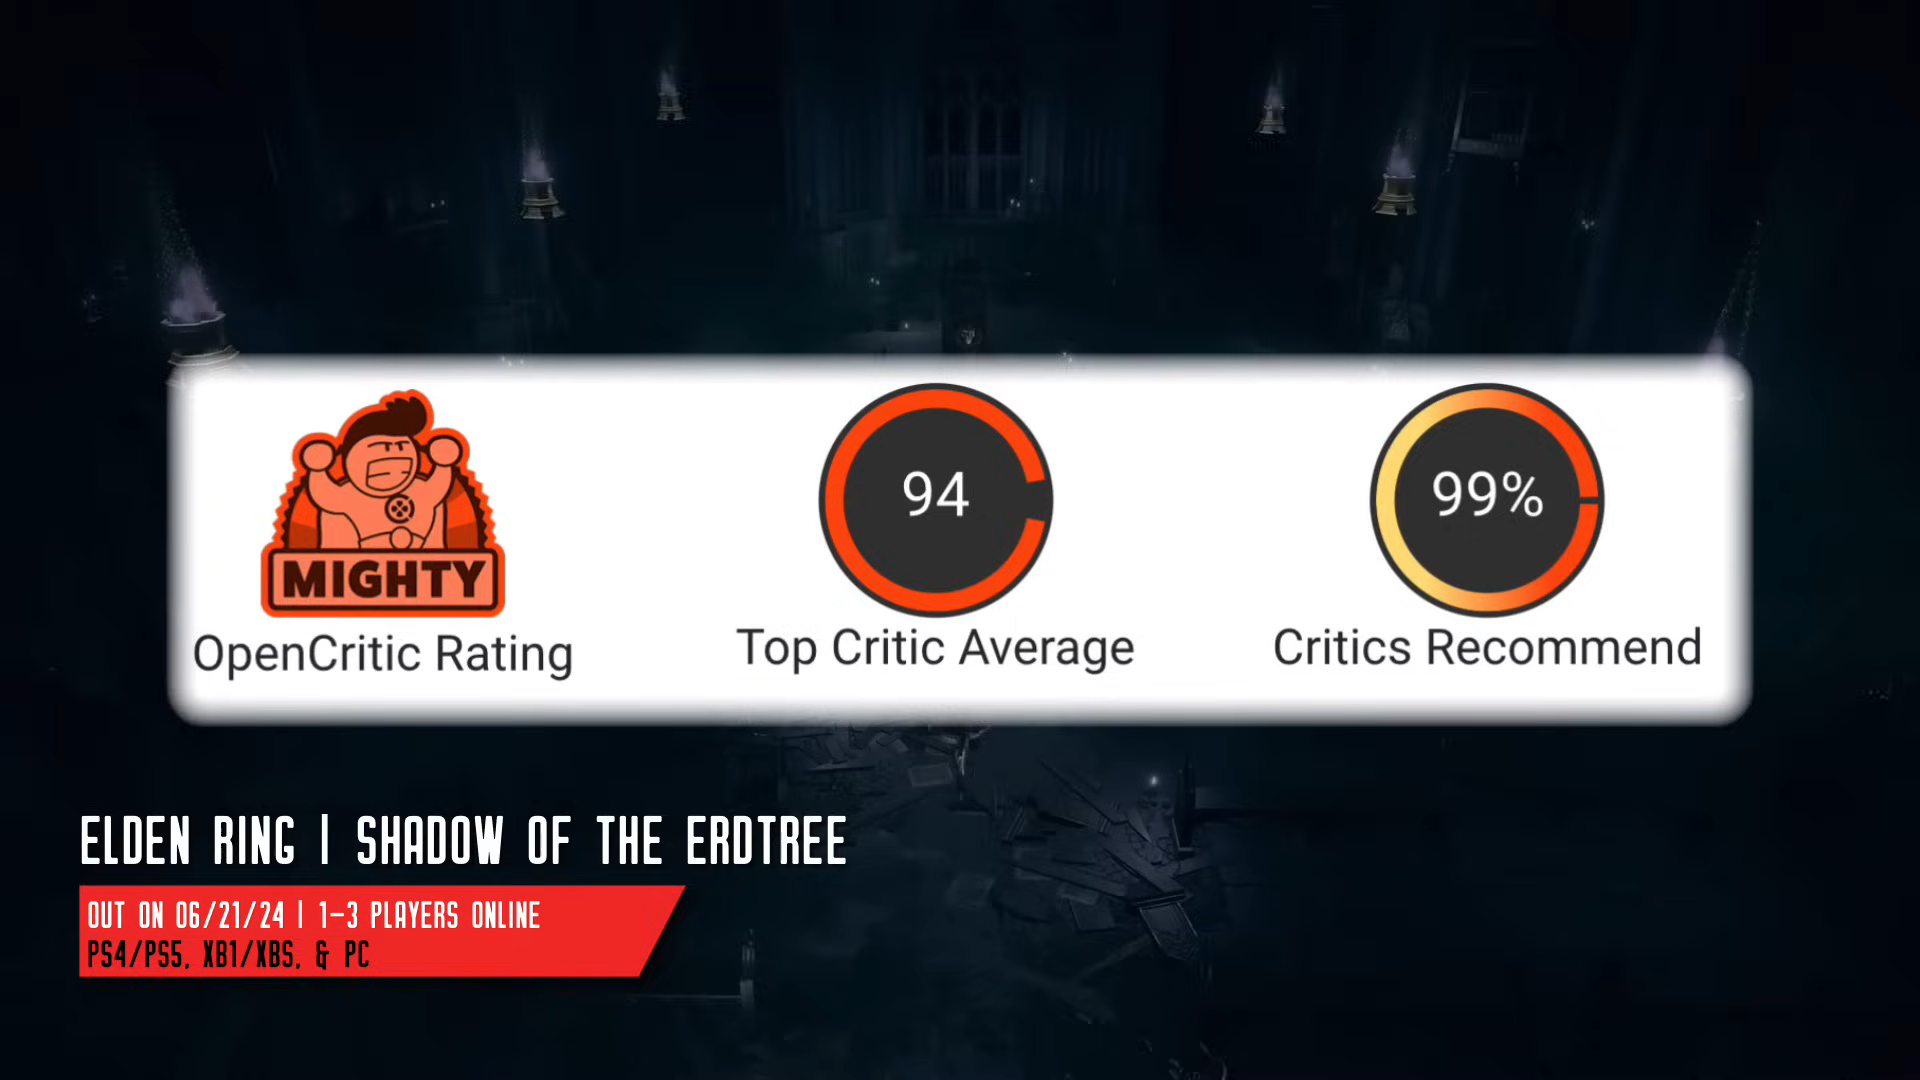 MIGHTY
OpenCritic Rating
94
Top Critic Average
99%
Critics Recommend
ELDEN RING | SHADOW OF THE ERDTREE
OUT ON 06/21/24 | 1-3 PLAYERS ONLINE
PS4/PS5, XB1/XBS, & PC